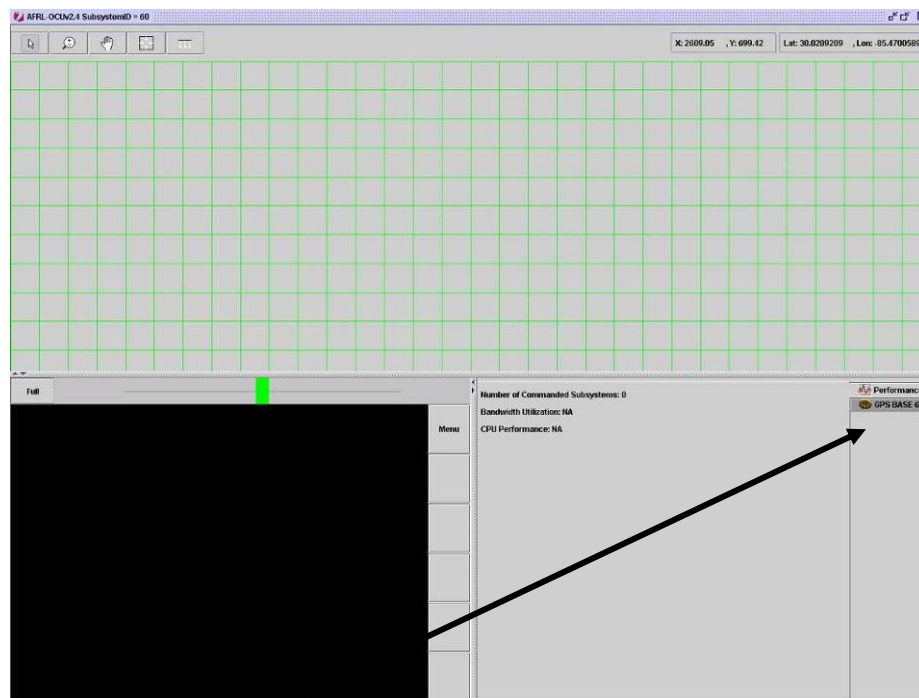 AFRL-OCUv2.4 SubsystemID = 60
X: 2609.05 , Y: 699.42 Lat: 30.0209209 , Lon: -85.4700589
Full
Menu
Number of Commanded Subsystems: 0
Bandwidth Utilization: NA
CPU Performance: NA
Performanc
GPS BASE 6